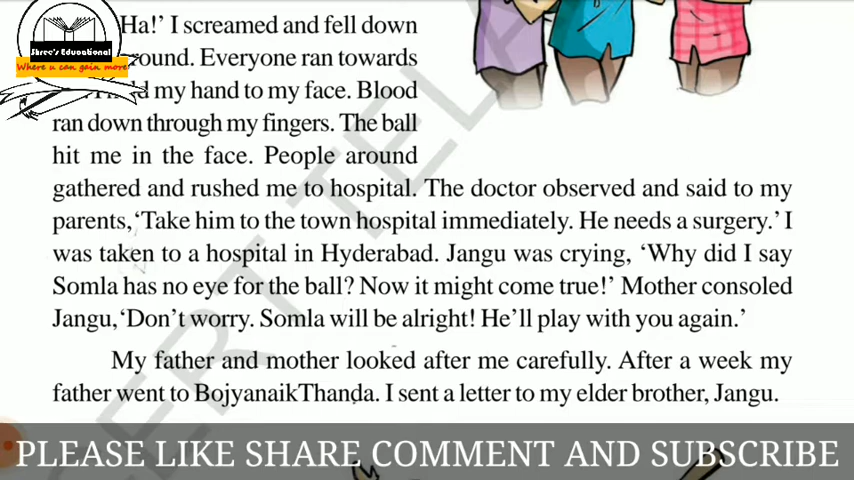 Ha!' I screamed and fell down
Shree's Educational
Where u can gain more
round. Everyone ran towards
my hand to my face. Blood
ran down through my fingers. The ball
hit me in the face. People around
gathered and rushed me to hospital. The doctor observed and said to my
parents,'Take him to the town hospital immediately. He needs a surgery.' I
was taken to a hospital in Hyderabad. Jangu was crying, 'Why did I say
Somla has no eye for the ball? Now it might come true!' Mother consoled
Jangu,'Don't worry. Somla will be alright! He'll play with you again.'
My father and mother looked after me carefully. After a week my
father went to BojyanaikThanda. I sent a letter to my elder brother, Jangu.
PLEASE LIKE SHARE COMMENT AND SUBSCRIBE